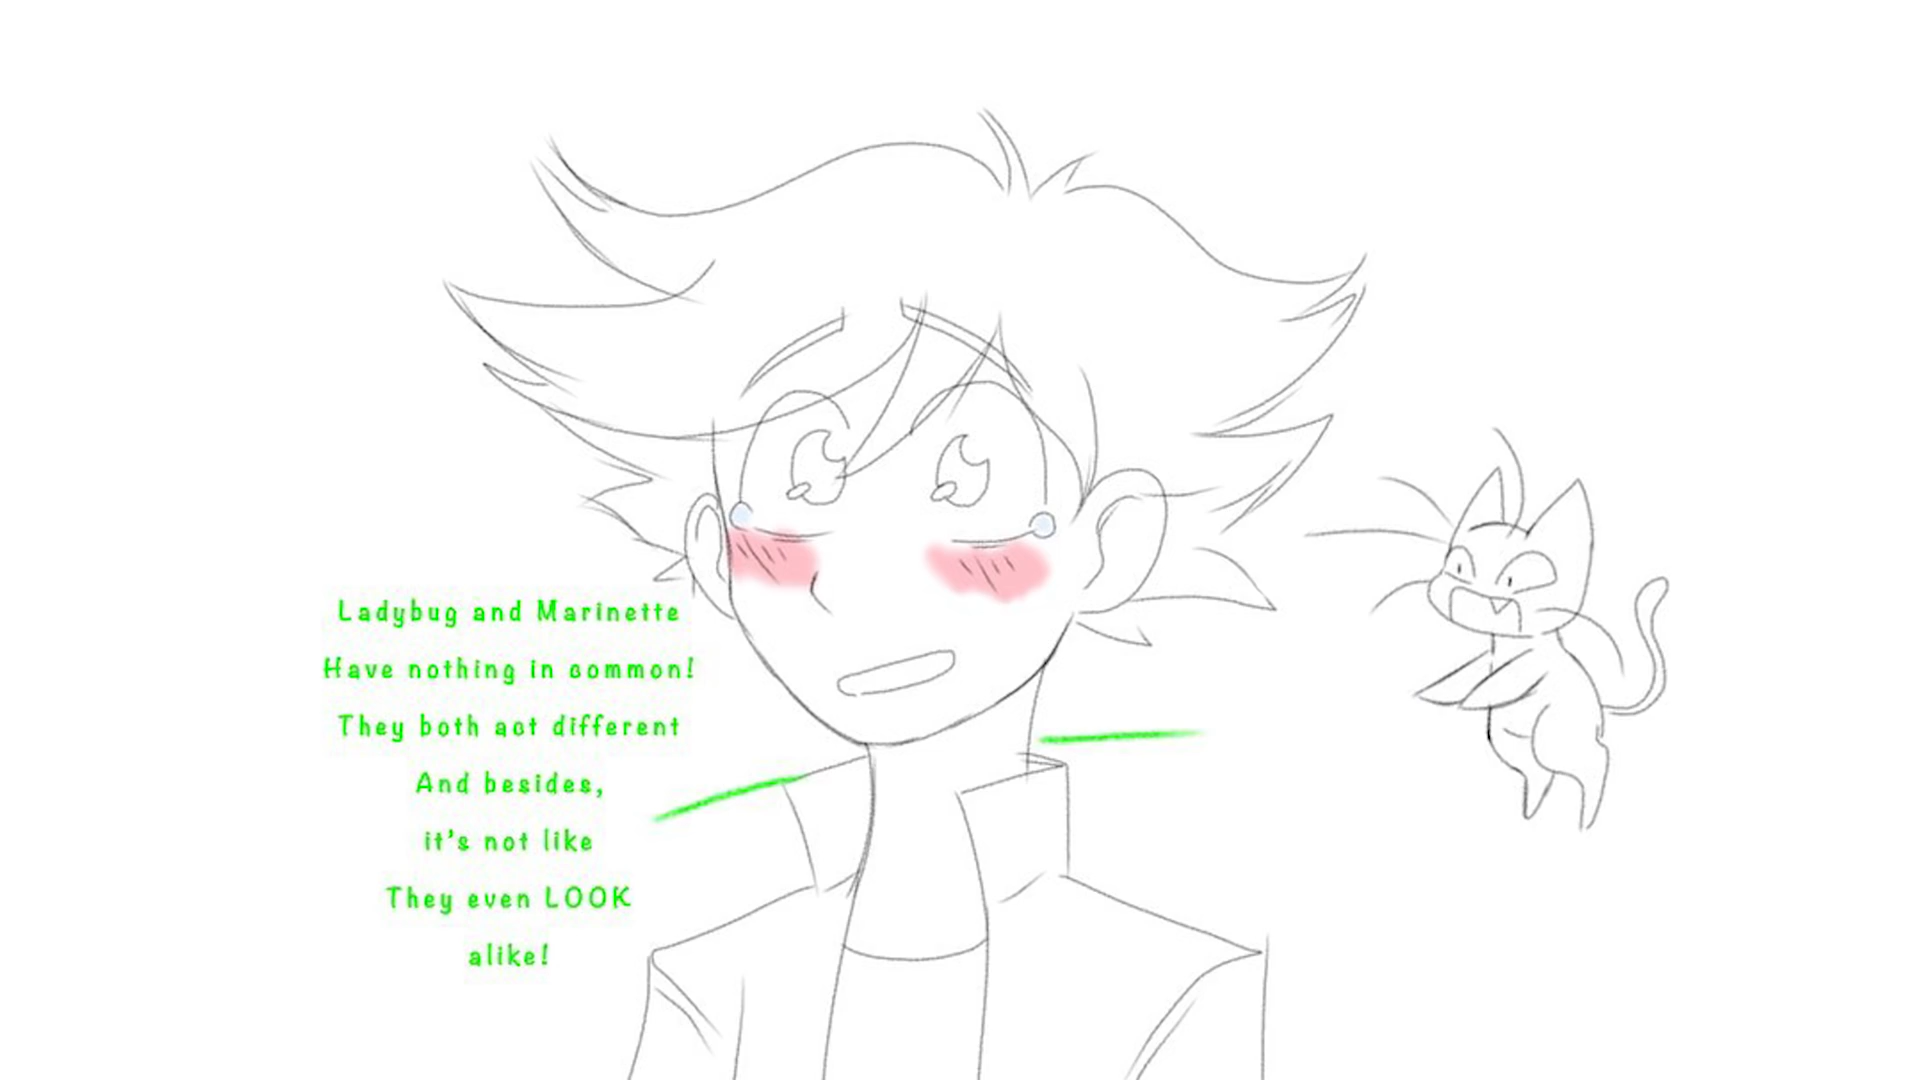 Ladybug and Marinette
Have nothing in common!
They both act different
And besides,
it's not like
They even LOOK
alike!